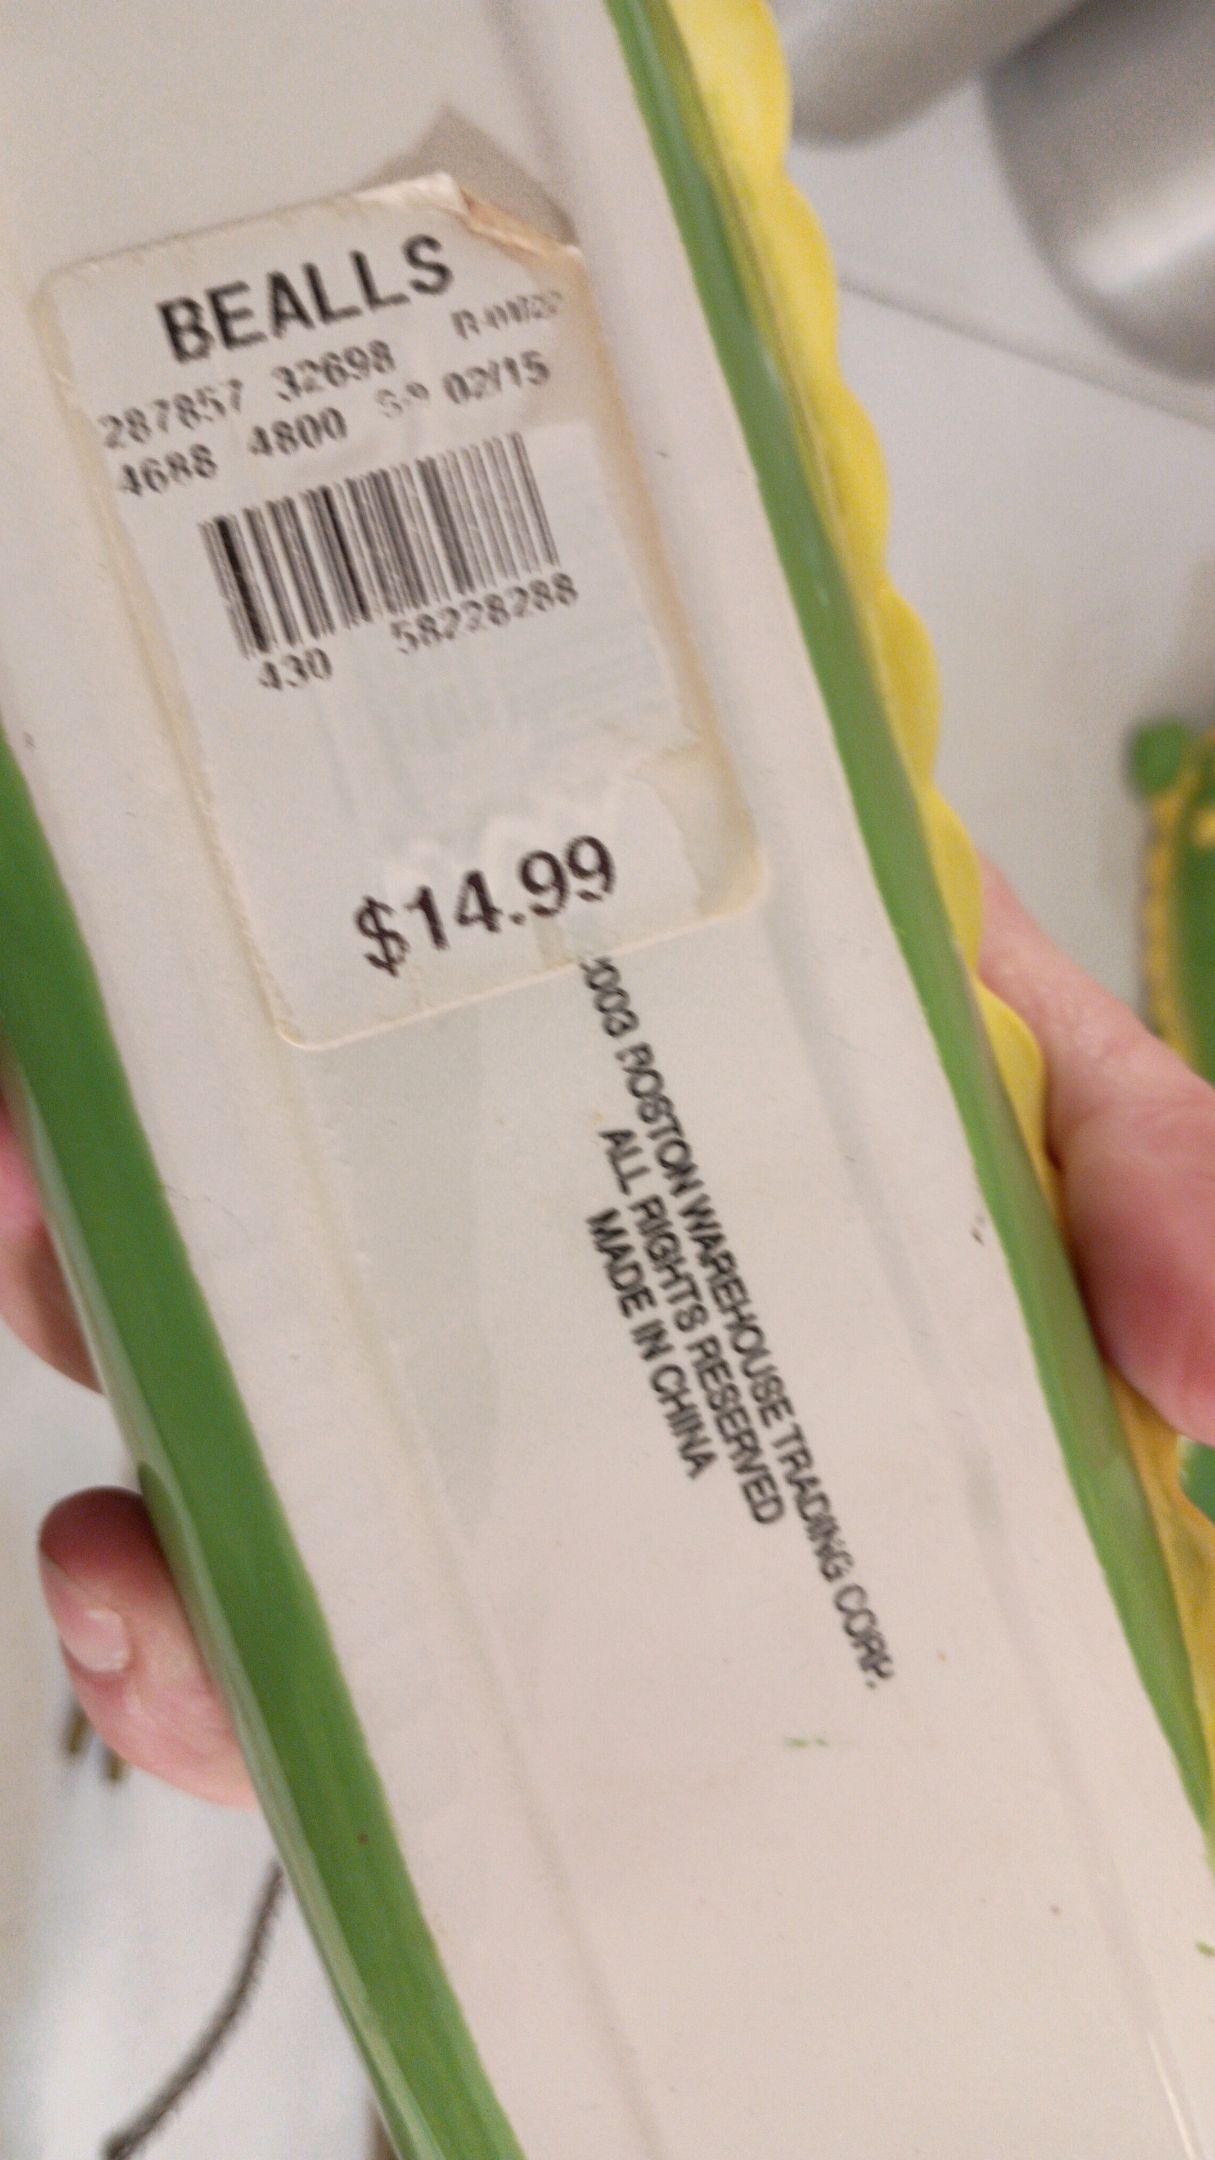 BEALLS
287857 32698
4688 4800 02/15
430 58228288
$14.99
2003 BOSTON WAREHOUSE TRADING CORP.
ALL RIGHTS RESERVED
MADE IN CHINA